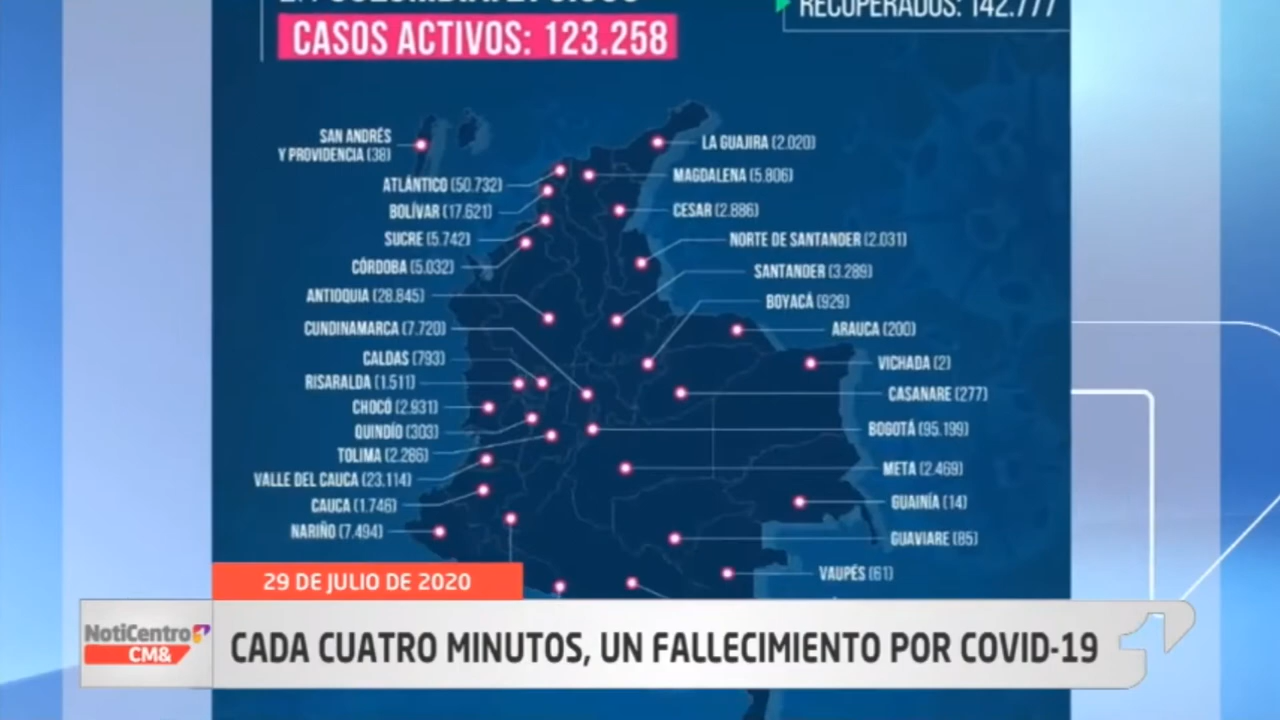 CASOS ACTIVOS: 123.258
RECUPERADOS: 142.777
SAN ANDRÉS
Y PROVIDENCIA (38)
ATLÁNTICO (50.732)
BOLÍVAR (17.621)
SUCRE (5.742)
CÓRDOBA (5.032)
ANTIOQUIA (28.845)
CUNDINAMARCA (7.720)
CALDAS (793)
RISARALDA (1.511)
CHOCÓ (2.931)
QUINDÍO (303)
TOLIMA (2.286)
VALLE DEL CAUCA (23.114)
CAUCA (1.746)
NARIÑO (7.494)
LA GUAJIRA (2.020)
MAGDALENA (5.806)
CESAR (2.886)
NORTE DE SANTANDER (2.031)
SANTANDER (3.289)
BOYACÁ (929)
ARAUCA (200)
VICHADA (2)
CASANARE (277)
BOGOTÁ (95.199)
META (2.469)
GUAINÍA (14)
GUAVIARE (85)
VAUPÉS (61)
29 DE JULIO DE 2020
NotiCentro 1
CM&
CADA CUATRO MINUTOS, UN FALLECIMIENTO POR COVID-19
1